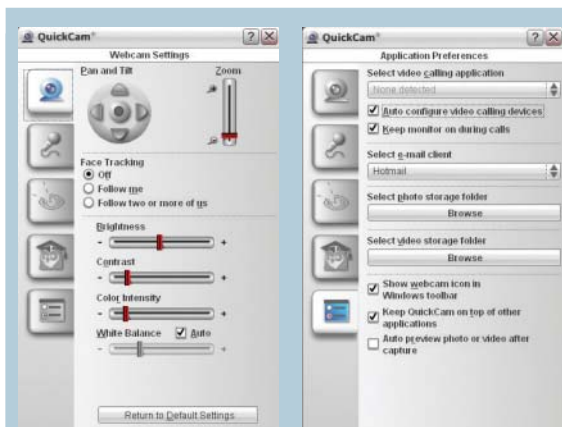 QuickCam®
Webcam Settings
Pan and Tilt
Zoom
Face Tracking
Off
Follow me
Follow two or more of us
Brightness
- +
Contrast
- +
Color Intensity
- +
White Balance Auto
- +
Return to Default Settings
QuickCam®
Application Preferences
Select video calling application
None detected
Auto configure video calling devices
Keep monitor on during calls
Select e-mail client
Hotmail
Select photo storage folder
Browse
Select video storage folder
Browse
Show webcam icon in
Windows toolbar
Keep QuickCam on top of other
applications
Auto preview photo or video after
capture